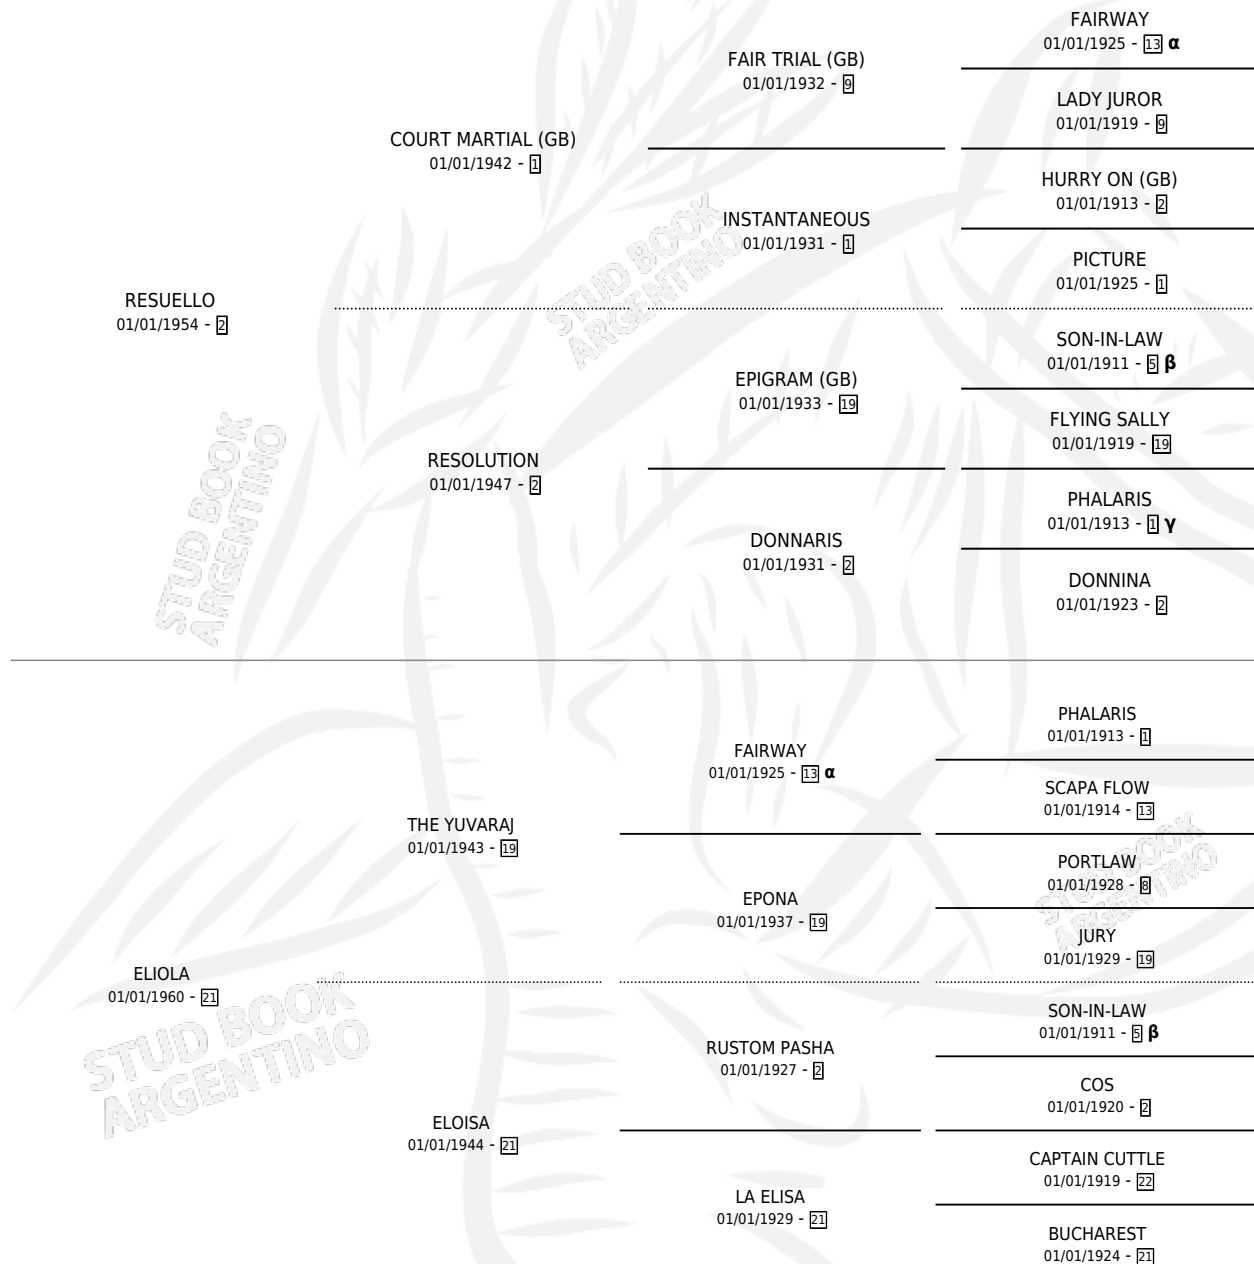 FAIRWAY
01/01/1925 - 13 α
FAIR TRIAL (GB)
01/01/1932 - 9
LADY JUROR
01/01/1919 - 9
COURT MARTIAL (GB)
01/01/1942 - 1
HURRY ON (GB)
01/01/1913 - 2
INSTANTANEOUS
01/01/1931 - 1
PICTURE
01/01/1925 - 1
RESUELLO
01/01/1954 - 2
SON-IN-LAW
01/01/1911 - 5 β
EPIGRAM (GB)
01/01/1933 - 19
FLYING SALLY
01/01/1919 - 19
RESOLUTION
01/01/1947 - 2
PHALARIS
01/01/1913 - 1 γ
DONNARIS
01/01/1931 - 2
DONNINA
01/01/1923 - 2
PHALARIS
01/01/1913 - 1
FAIRWAY
01/01/1925 - 13 α
SCAPA FLOW
01/01/1914 - 13
THE YUVARAJ
01/01/1943 - 19
PORTLAW
01/01/1928 - 8
EPONA
01/01/1937 - 19
JURY
01/01/1929 - 19
ELIOLA
01/01/1960 - 21
SON-IN-LAW
01/01/1911 - 5 β
RUSTOM PASHA
01/01/1927 - 2
COS
01/01/1920 - 2
ELOISA
01/01/1944 - 21
CAPTAIN CUTTLE
01/01/1919 - 22
LA ELISA
01/01/1929 - 21
BUCHAREST
01/01/1924 - 21
STUD BOOK
ARGENTINO
STUD BOOK
ARGENTINO
STUD BOOK
ARGENTINO
STUD BOOK
ARGENTINO